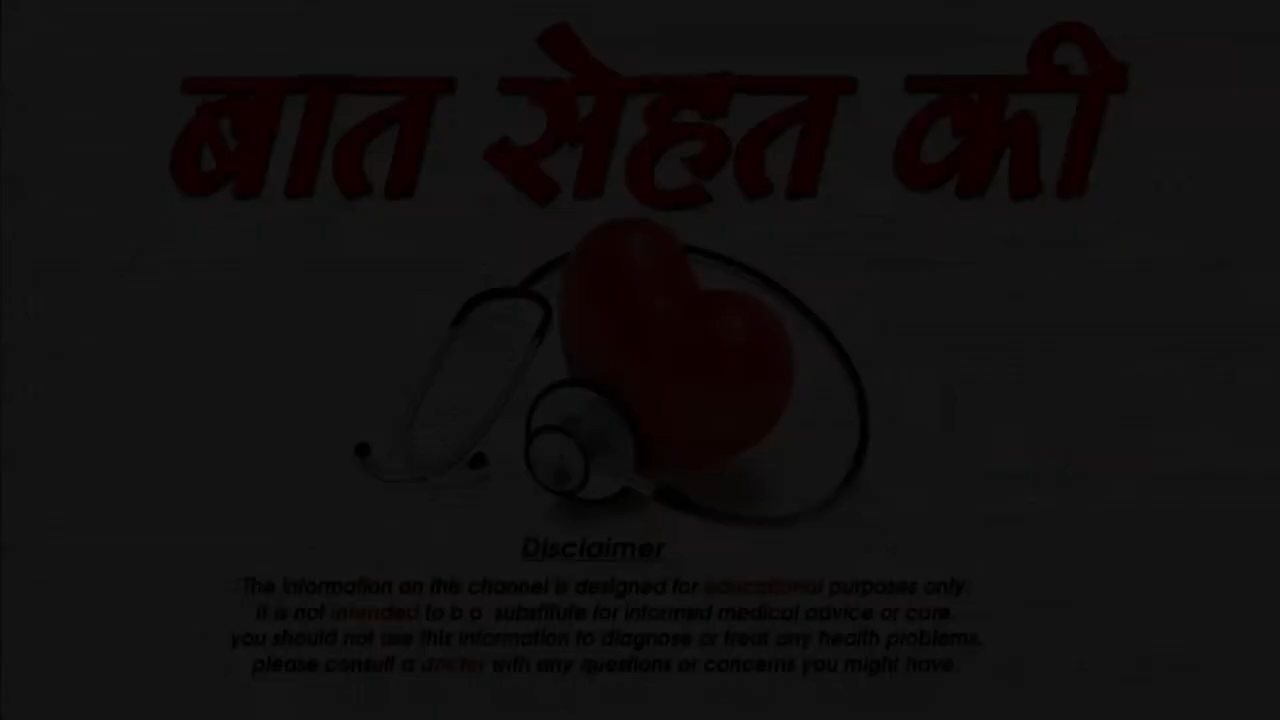 बात सेहत की
Disclaimer
The information on this channel is designed for educational purposes only.
it is not intended to b a substitute for informed medical advice or care.
you should not use this information to diagnose or treat any health problems.
please consult a doctor with any questions or concerns you might have.